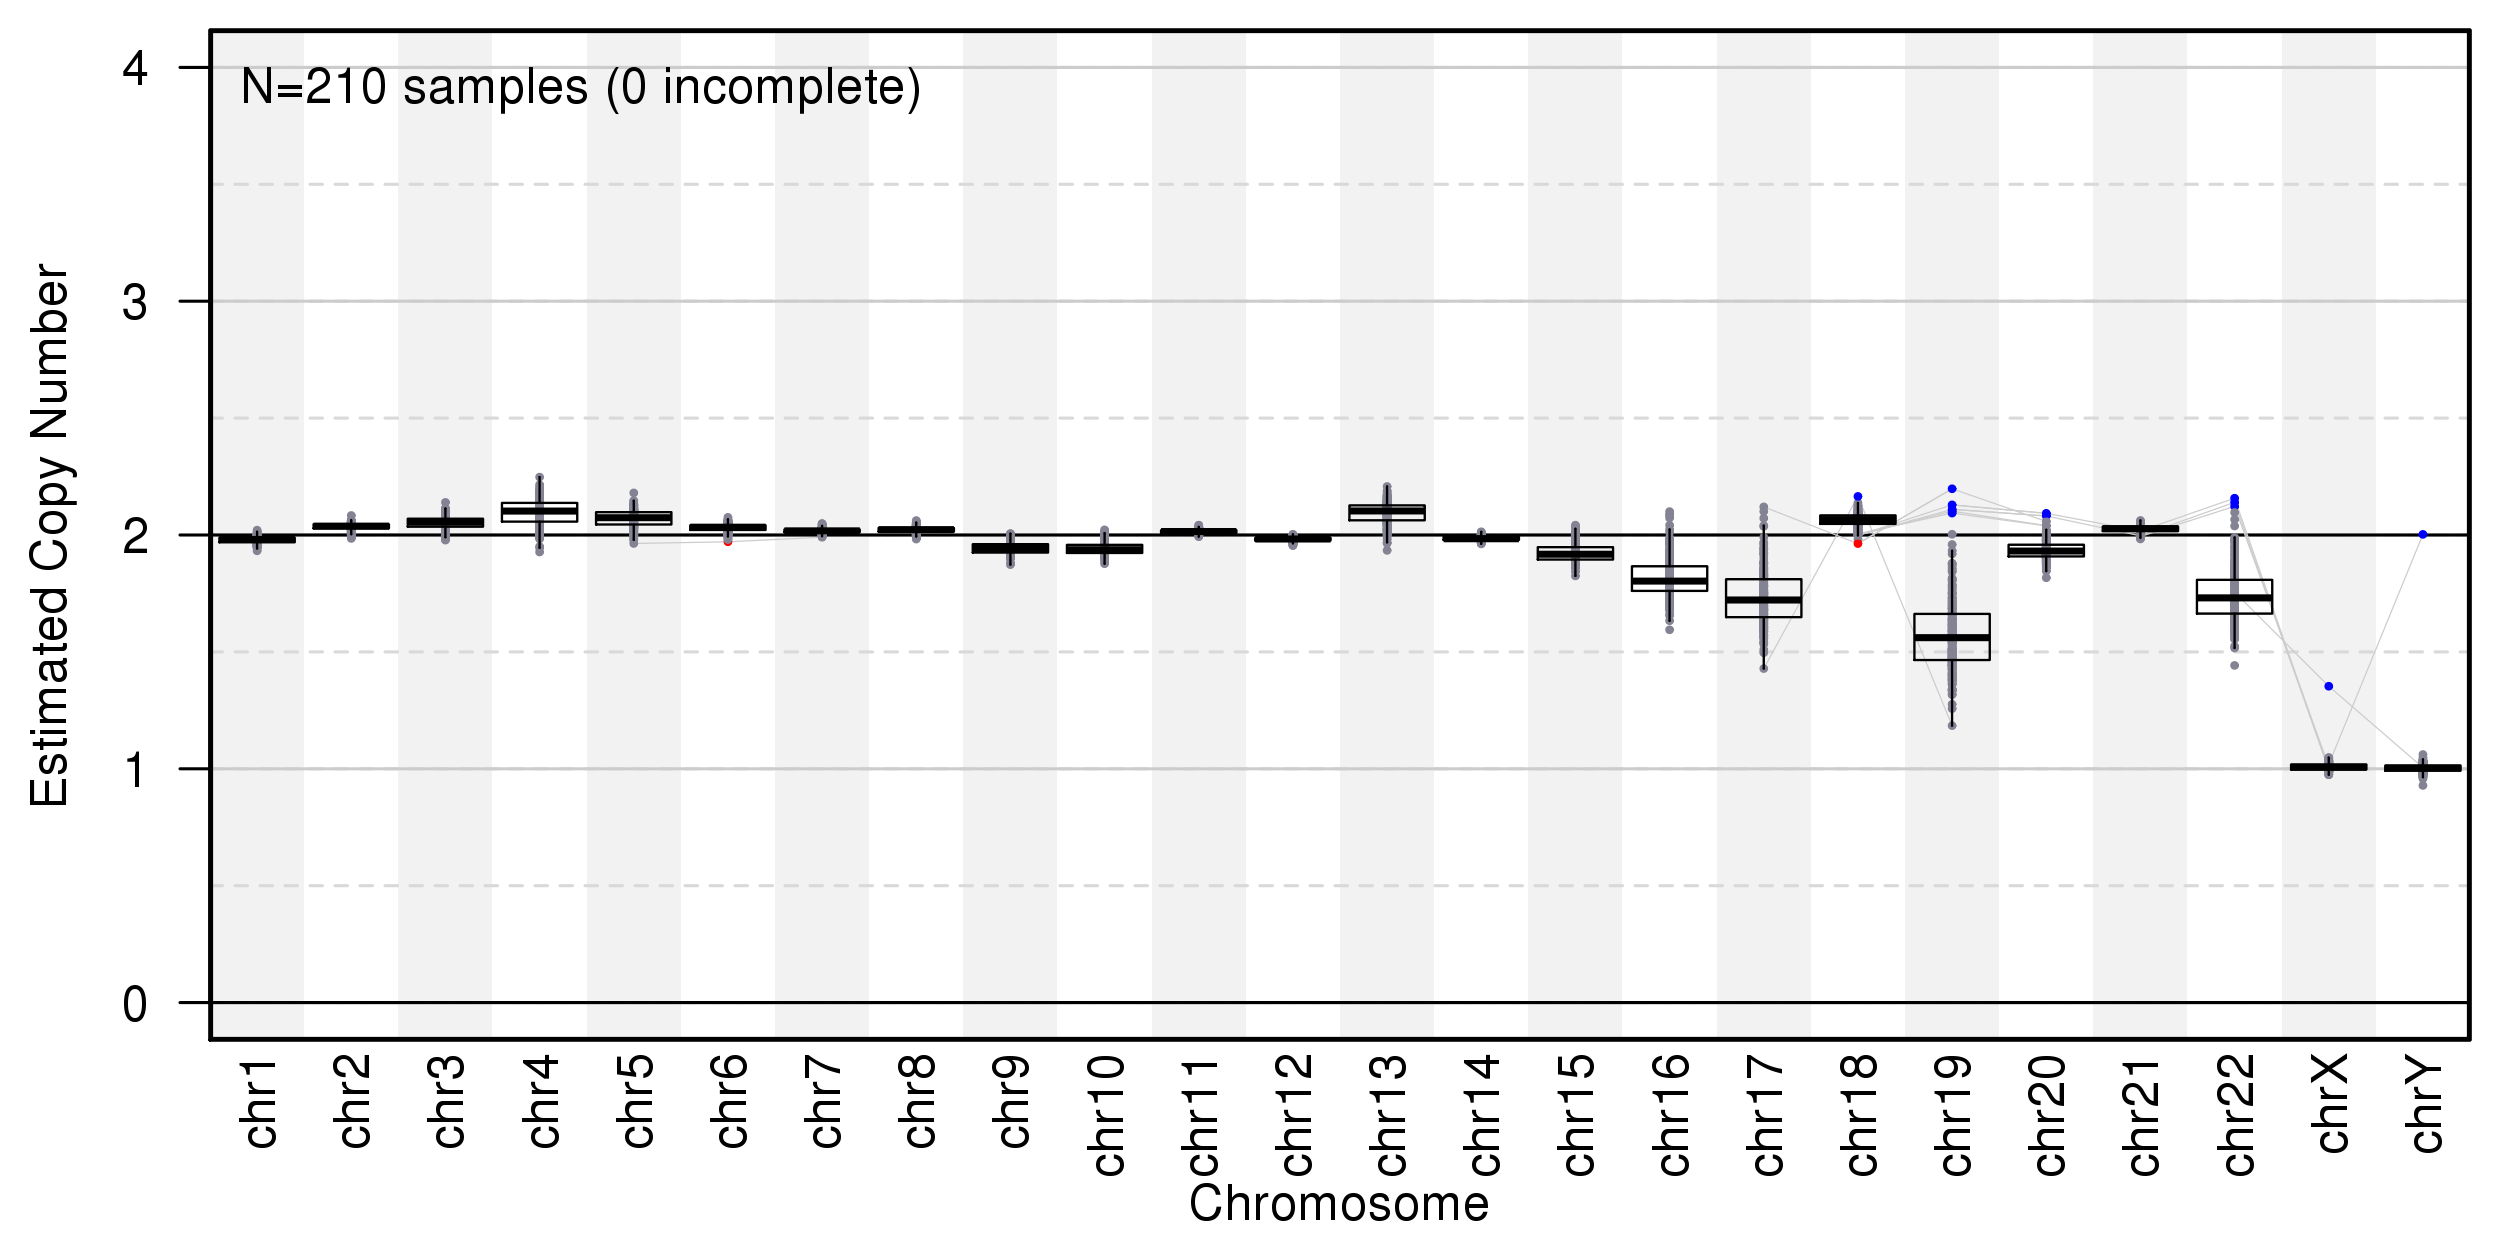 N=210 samples (0 incomplete)
Estimated Copy Number
4
3
2
1
0
chr1
chr2
chr3
chr4
chr5
chr6
chr7
chr8
chr9
chr10
chr11
chr12
chr13
chr14
chr15
chr16
chr17
chr18
chr19
chr20
chr21
chr22
chrX
chrY
Chromosome